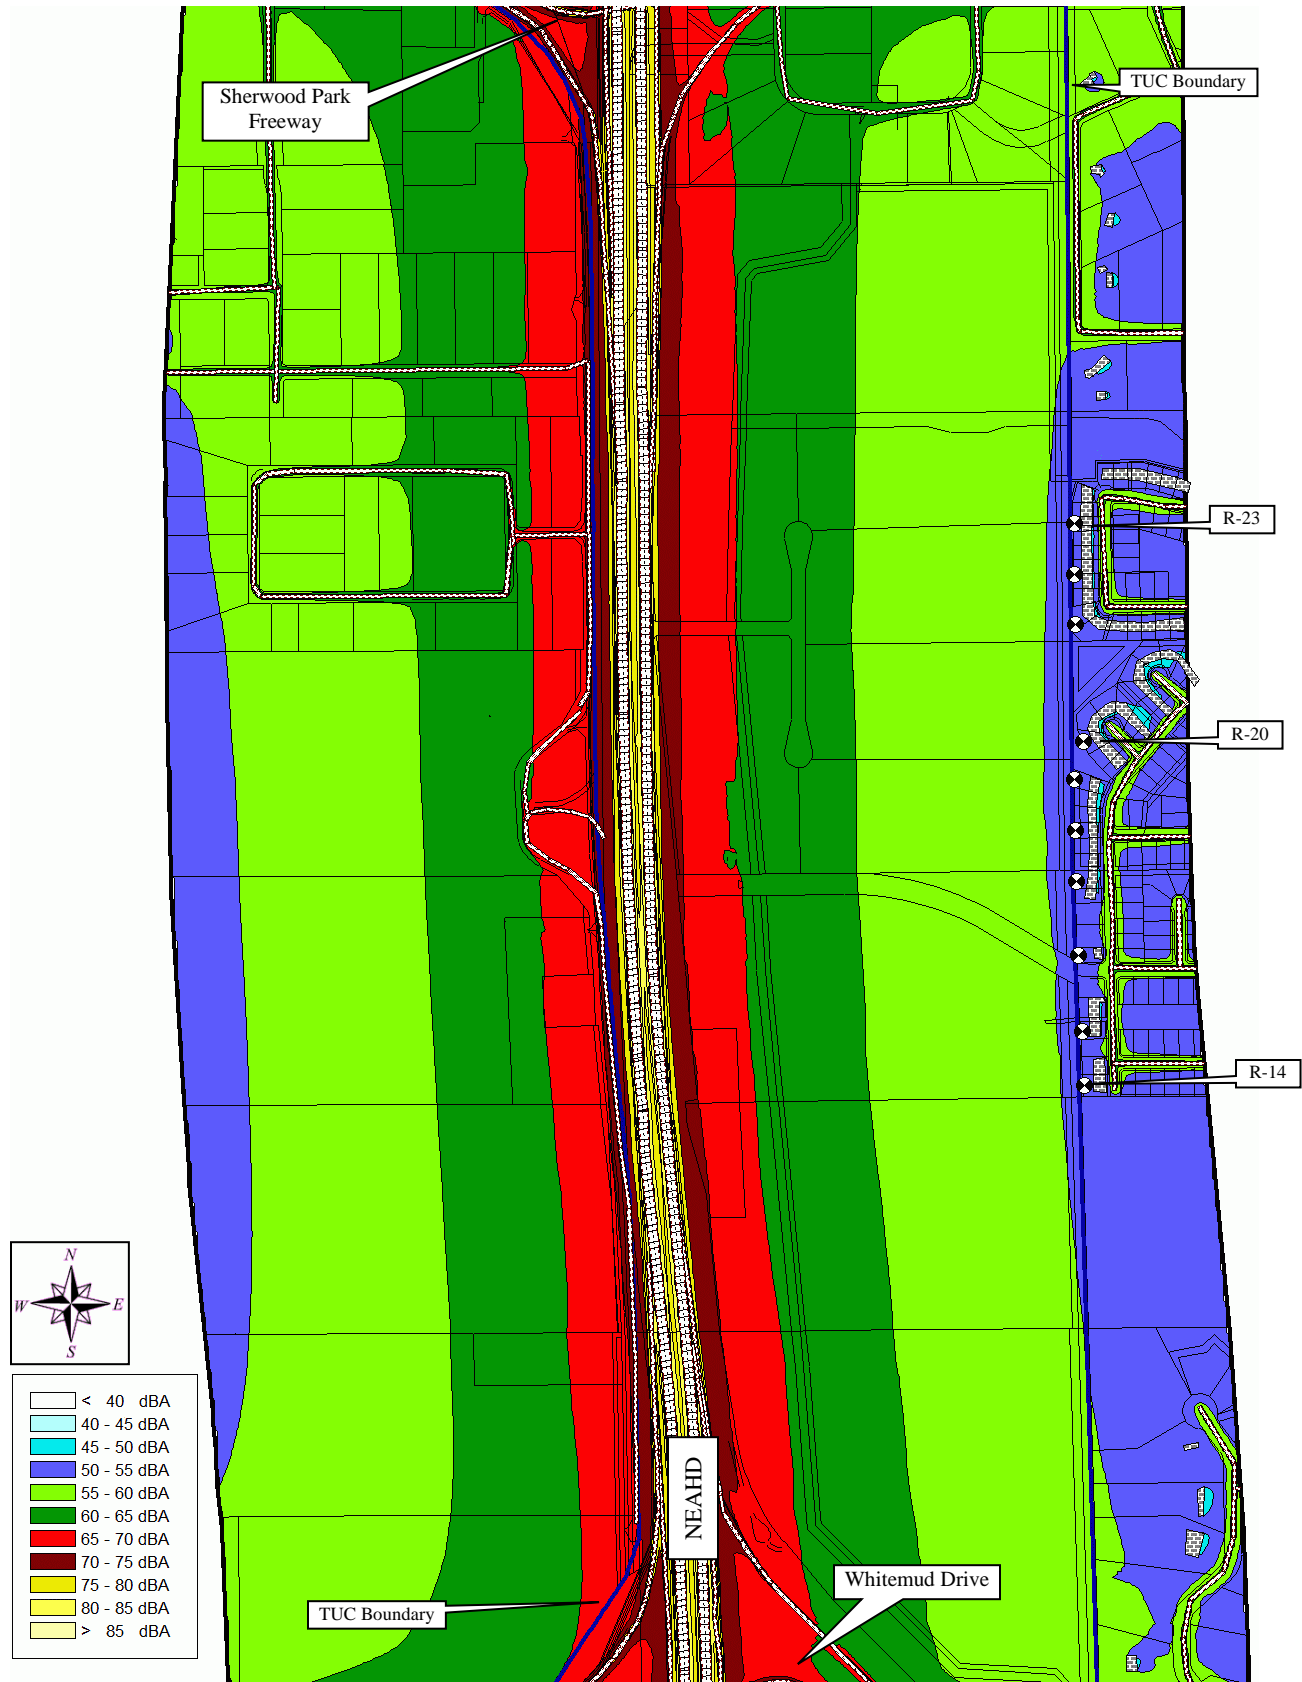 Sherwood Park
Freeway
TUC Boundary
R-23
R-20
R-14
N
W E
S
< 40 dBA
40 - 45 dBA
45 - 50 dBA
50 - 55 dBA
55 - 60 dBA
60 - 65 dBA
65 - 70 dBA
70 - 75 dBA
75 - 80 dBA
80 - 85 dBA
> 85 dBA
NEAHD
Whitemud Drive
TUC Boundary